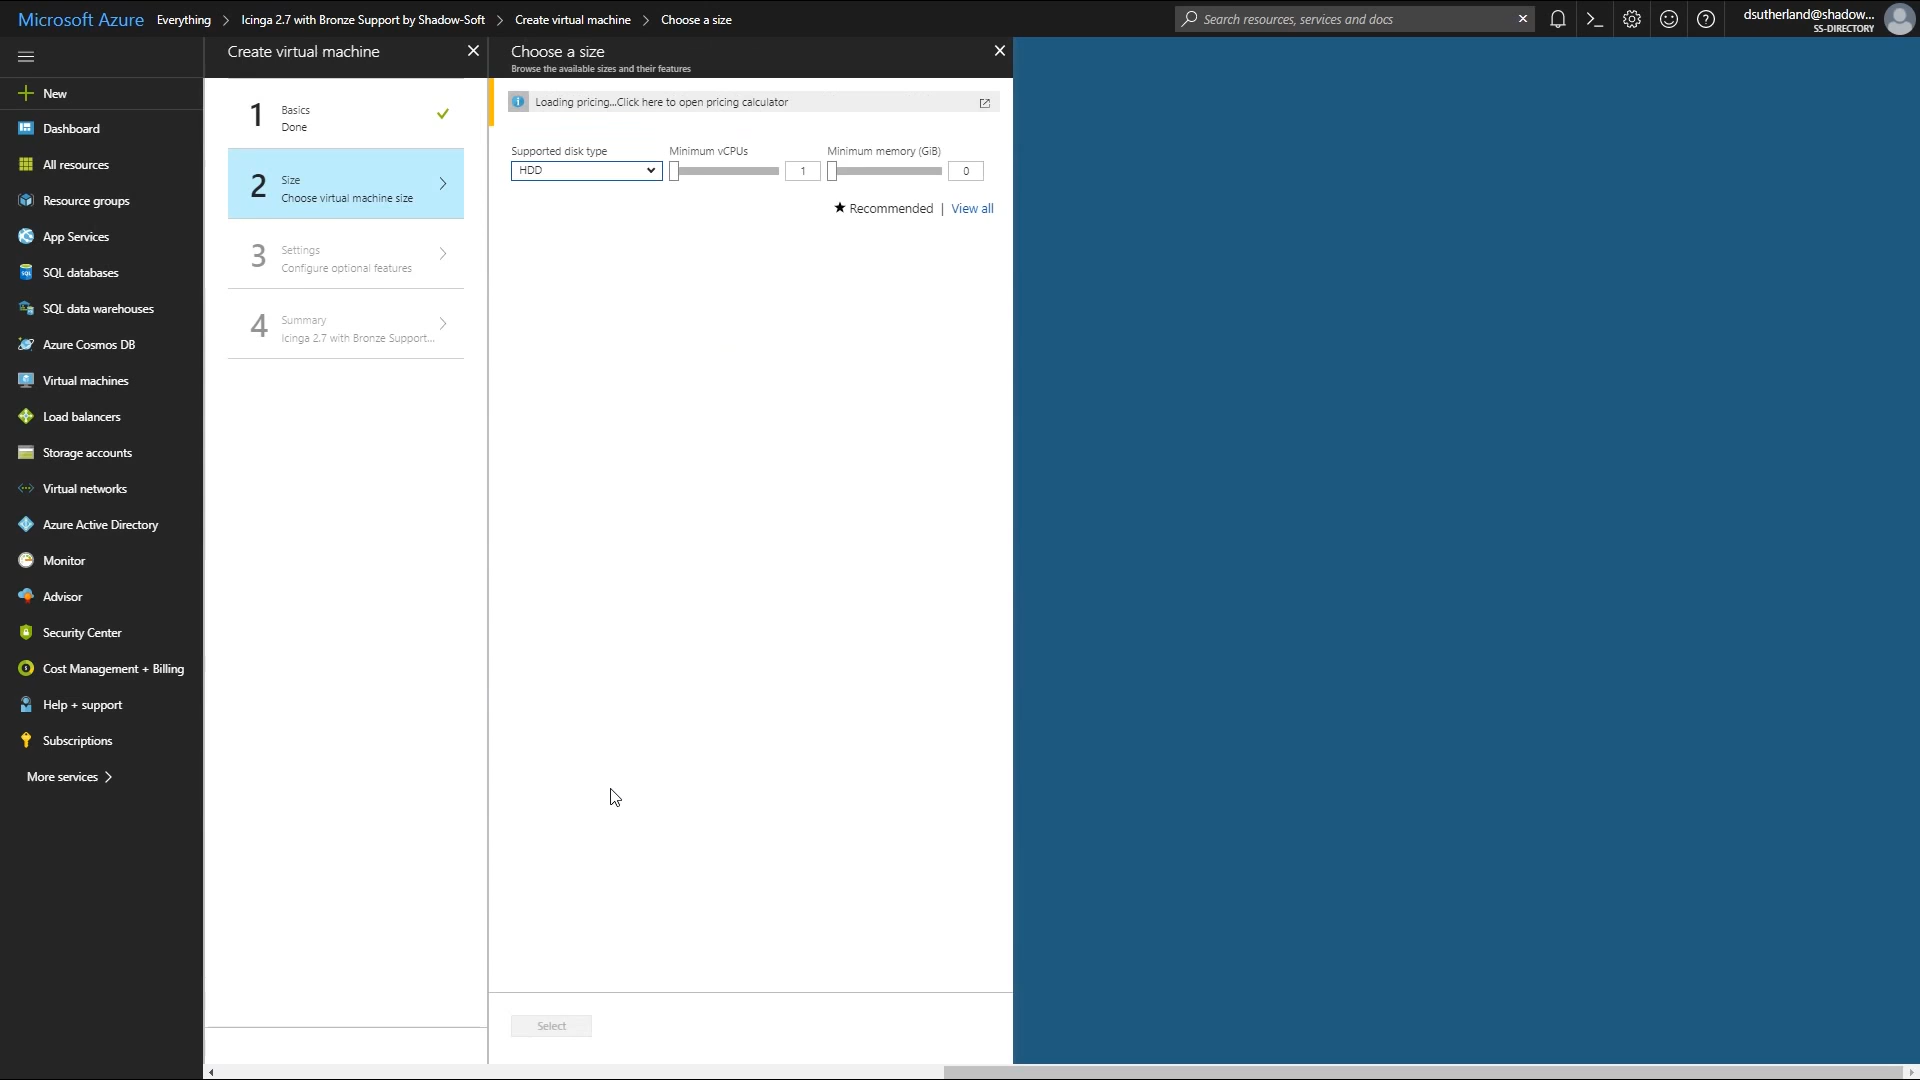 Microsoft Azure Everything Icinga 2.7 with Bronze Support by Shadow-Soft Create virtual machine Choose a size
Search resources, services and docs
dsutherland@shadow...
SS-DIRECTORY
New
Dashboard
All resources
Resource groups
App Services
SQL databases
SQL data warehouses
Azure Cosmos DB
Virtual machines
Load balancers
Storage accounts
Virtual networks
Azure Active Directory
Monitor
Advisor
Security Center
Cost Management + Billing
Help + support
Subscriptions
More services
Create virtual machine
1 Basics
Done
2 Size
Choose virtual machine size
3 Settings
Configure optional features
4 Summary
Icinga 2.7 with Bronze Support...
Choose a size
Browse the available sizes and their features
Loading pricing...Click here to open pricing calculator
Supported disk type Minimum vCPUs Minimum memory (GiB)
HDD 1 0
★ Recommended | View all
Select